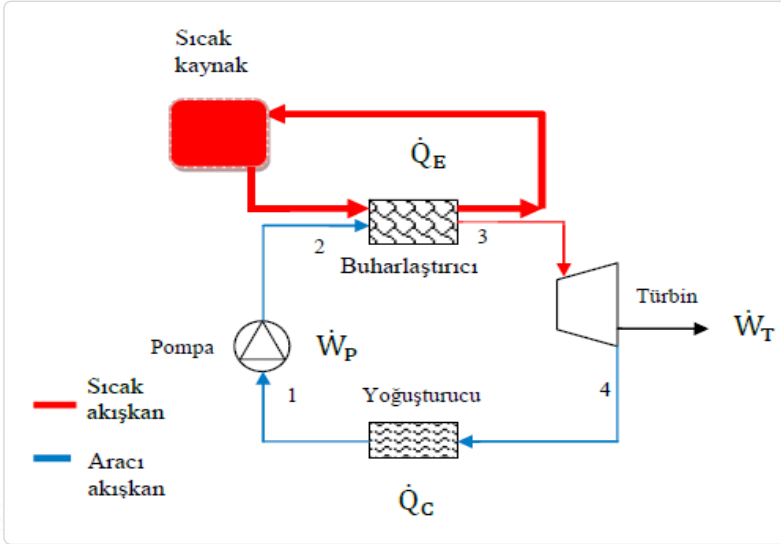 Sıcak
kaynak
Q̇E
2
3
Buharlaştırıcı
Türbin
ẆT
Pompa
ẆP
1
Yoğuşturucu
4
Sıcak
akışkan
Aracı
akışkan
Q̇C